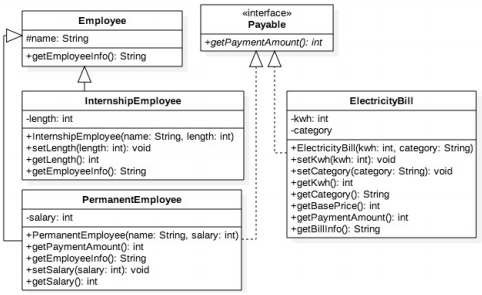 Employee
#name: String
+getEmployeeInfo(): String
«interface»
Payable
+getPaymentAmount(): int
InternshipEmployee
-length: int
+InternshipEmployee(name: String, length: int)
+setLength(length: int): void
+getLength(): int
+getEmployeeInfo(): String
ElectricityBill
-kwh: int
-category
+ElectricityBill(kwh: int, category: String)
+setKwh(kwh: int): void
+setCategory(category: String): void
+getKwh(): int
+getCategory(): String
+getBasePrice(): int
+getPaymentAmount(): int
+getBillInfo(): String
PermanentEmployee
-salary: int
+PermanentEmployee(name: String, salary: int)
+getPaymentAmount(): int
+getEmployeeInfo(): String
+setSalary(salary: int): void
+getSalary(): int